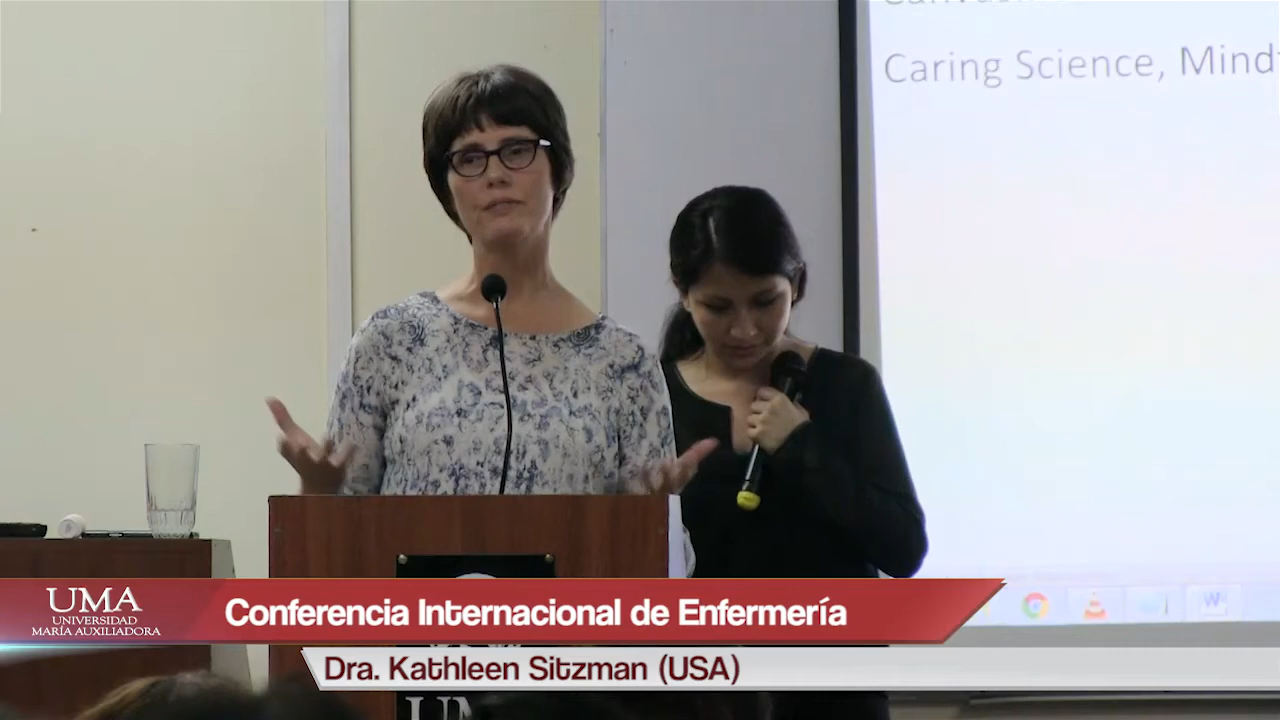 Caring Science, Mind
UMA
UNIVERSIDAD
MARÍA AUXILIADORA
Conferencia Internacional de Enfermería
Dra. Kathleen Sitzman (USA)
W